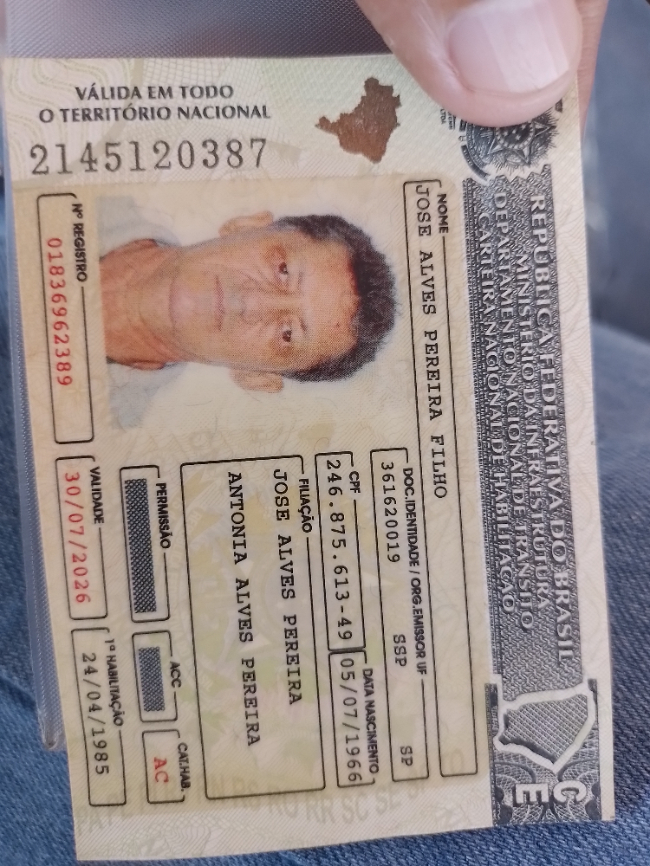 REPÚBLICA FEDERATIVA DO BRASIL
MINISTÉRIO DA INFRAESTRUTURA
DEPARTAMENTO NACIONAL DE TRÂNSITO
CARTEIRA NACIONAL DE HABILITAÇÃO
CE
VÁLIDA EM TODO
O TERRITÓRIO NACIONAL
2145120387
NOME
JOSE ALVES PEREIRA FILHO
DOC. IDENTIDADE / ORG. EMISSOR UF
361620019 SSP SP
CPF
246.875.613-49
DATA NASCIMENTO
05/07/1966
FILIAÇÃO
JOSE ALVES PEREIRA
ANTONIA ALVES PEREIRA
PERMISSÃO
ACC
CAT. HAB.
AC
Nº REGISTRO
01836962389
VALIDADE
30/07/2026
1ª HABILITAÇÃO
24/04/1985